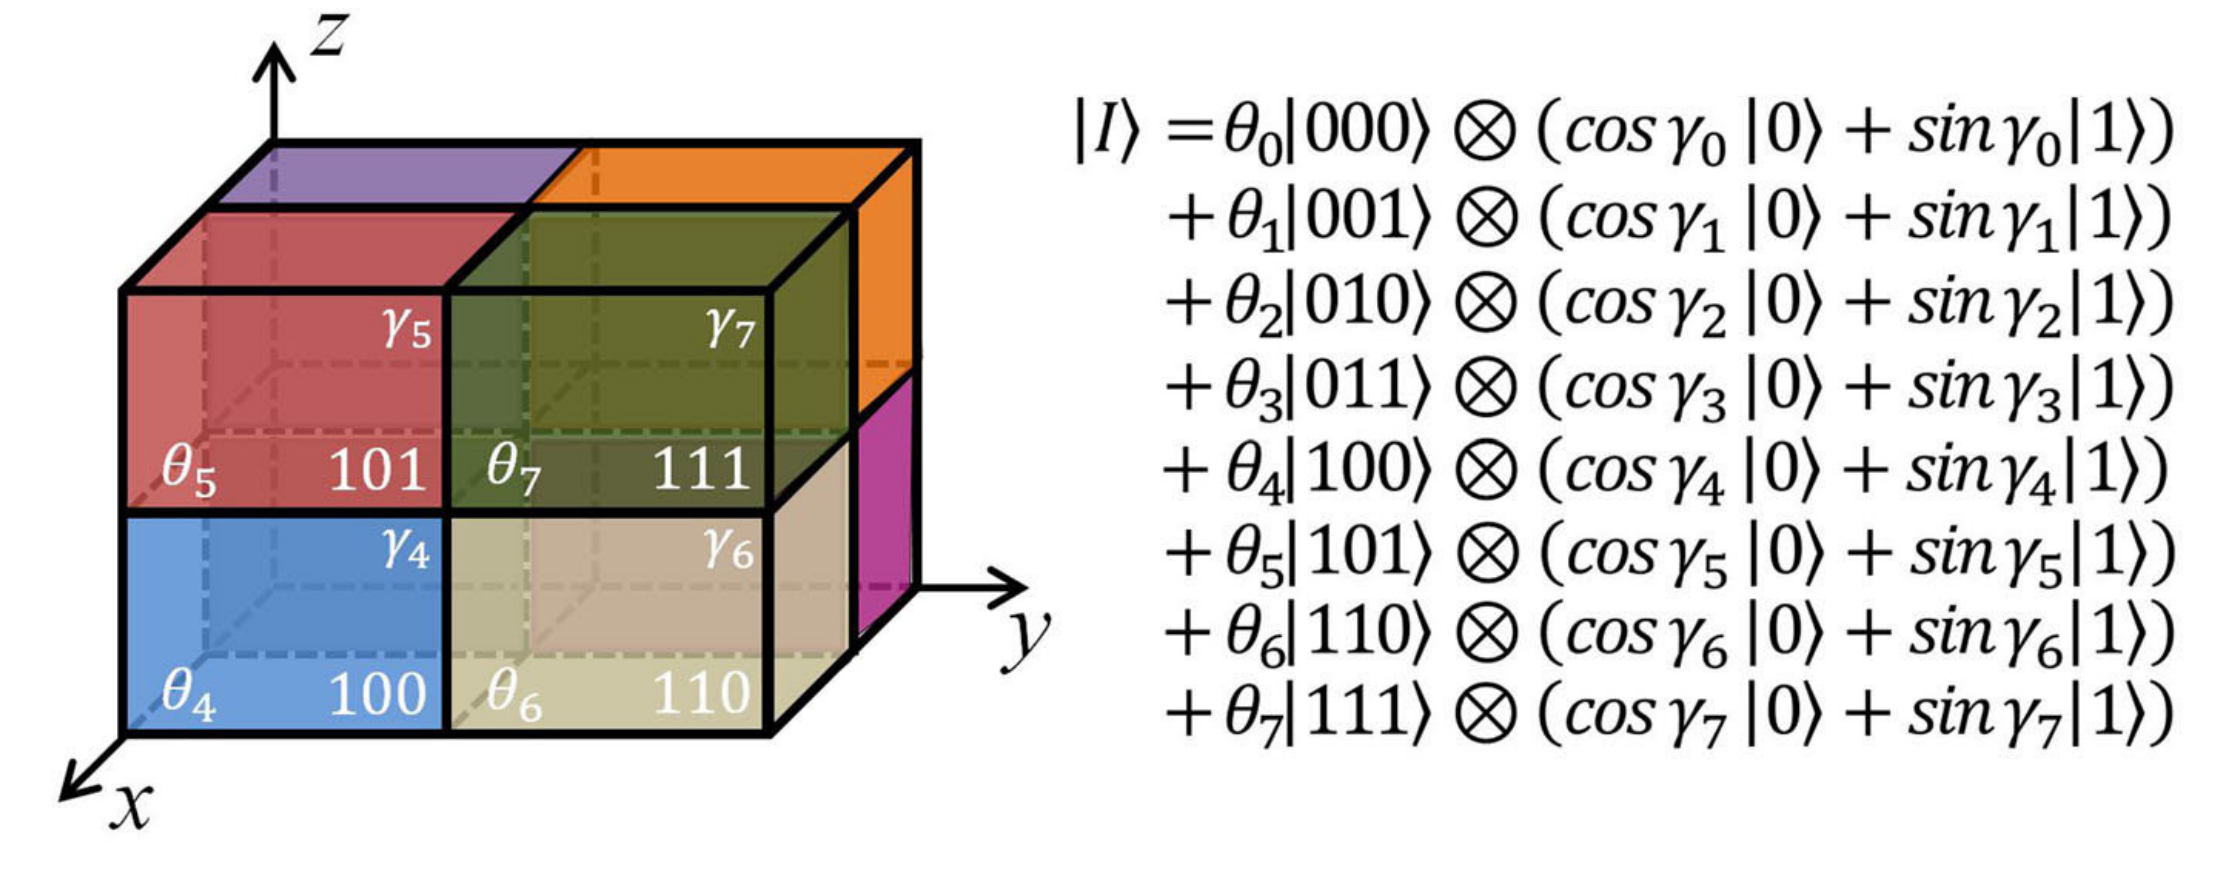 z
γ₅ γ₇
θ₅ 101 θ₇ 111
γ₄ γ₆
θ₄ 100 θ₆ 110
y
x
|I⟩ =θ₀|000⟩ ⊗ (cos γ₀ |0⟩ + sin γ₀|1⟩)
+ θ₁|001⟩ ⊗ (cos γ₁ |0⟩ + sin γ₁|1⟩)
+ θ₂|010⟩ ⊗ (cos γ₂ |0⟩ + sin γ₂|1⟩)
+ θ₃|011⟩ ⊗ (cos γ₃ |0⟩ + sin γ₃|1⟩)
+ θ₄|100⟩ ⊗ (cos γ₄ |0⟩ + sin γ₄|1⟩)
+ θ₅|101⟩ ⊗ (cos γ₅ |0⟩ + sin γ₅|1⟩)
+ θ₆|110⟩ ⊗ (cos γ₆ |0⟩ + sin γ₆|1⟩)
+ θ₇|111⟩ ⊗ (cos γ₇ |0⟩ + sin γ₇|1⟩)